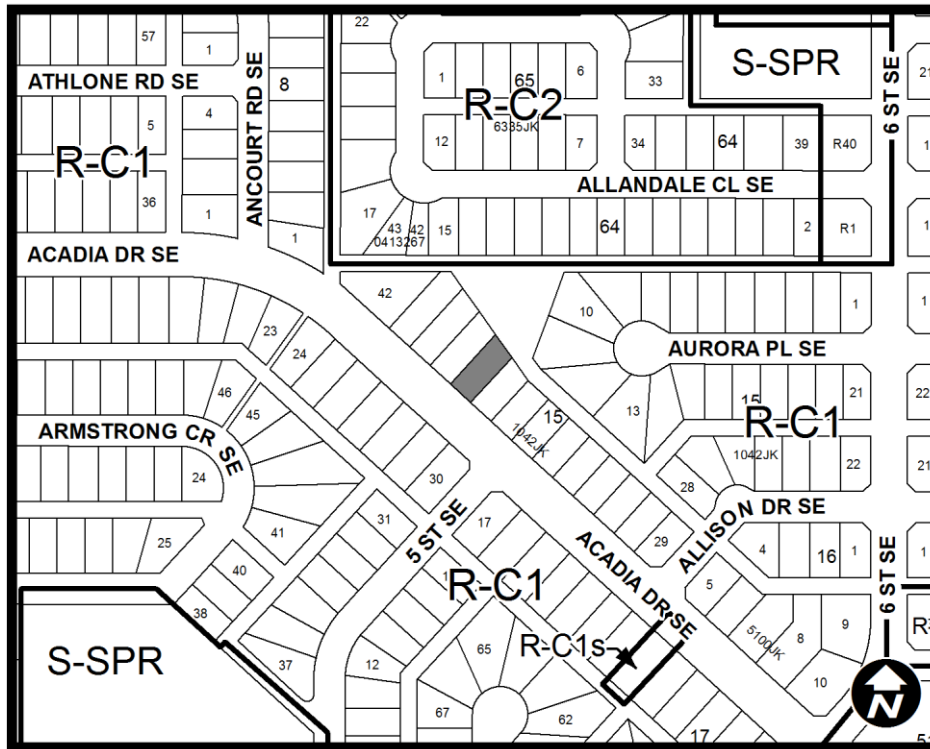 57
1
22
8
1
65
6
33
S-SPR
6 ST SE
21
ATHLONE RD SE
ANCOURT RD SE
R-C2
6335JK
5
4
12
7
34
64
39
R40
R-C1
36
1
ALLANDALE CL SE
17
43
42
0413267
15
64
2
R1
1
ACADIA DR SE
1
42
10
1
1
23
24
AURORA PL SE
46
45
15
1042JK
13
15
21
22
R-C1
1042JK
ARMSTRONG CR SE
24
30
28
22
21
25
41
31
5 ST SE
17
29
ALLISON DR SE
4
16
1
1
40
38
R-C1
ACADIA DR SE
5
6 ST SE
5100JK
8
9
S-SPR
37
12
65
R-C1s
10
67
62
17
N